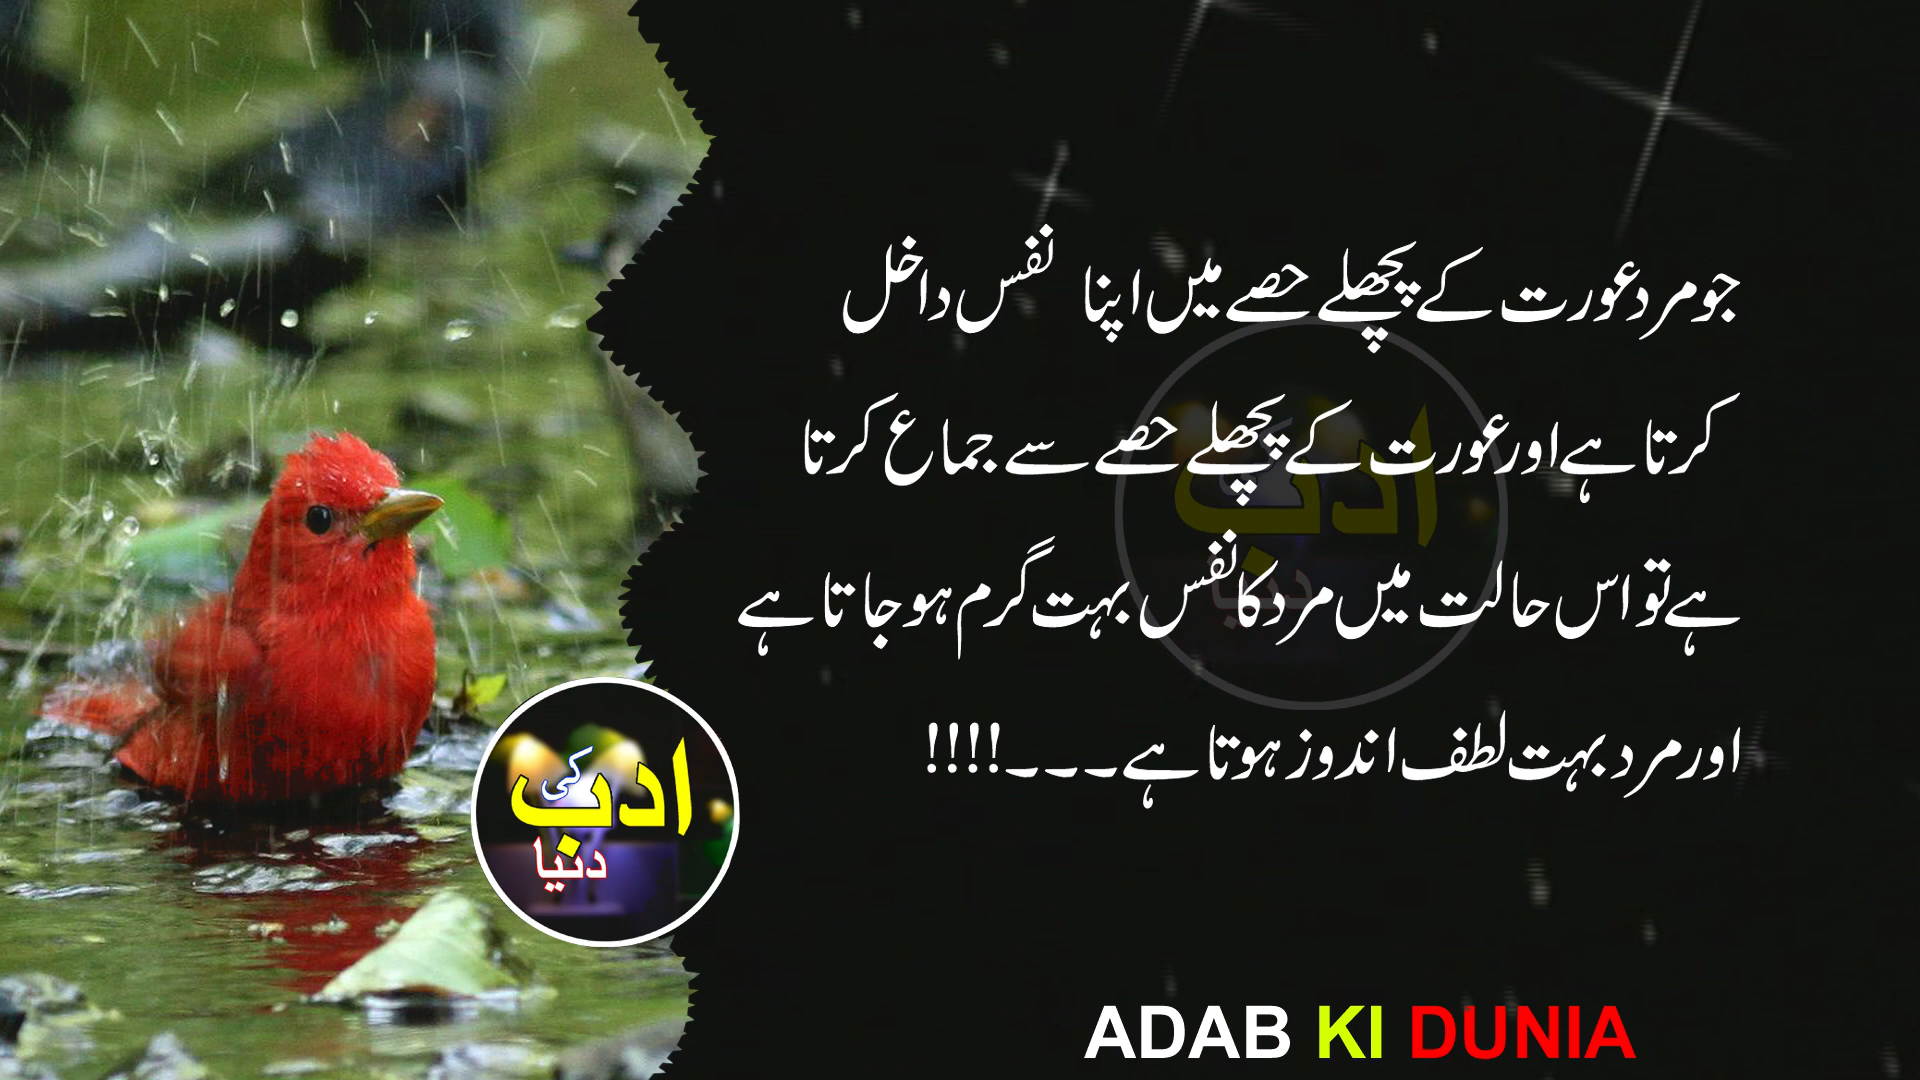 جو مرد عورت کے پچھلے حصے میں اپنا نفس داخل
کرتا ہے اور عورت کے پچھلے حصے سے جماع کرتا
ہے تو اس حالت میں مرد کا نفس بہت گرم ہو جاتا ہے
اور مرد بہت لطف اندوز ہوتا ہے۔۔۔!!!!
ادب
دنیا
ادب کی
دنیا
ADAB KI DUNIA